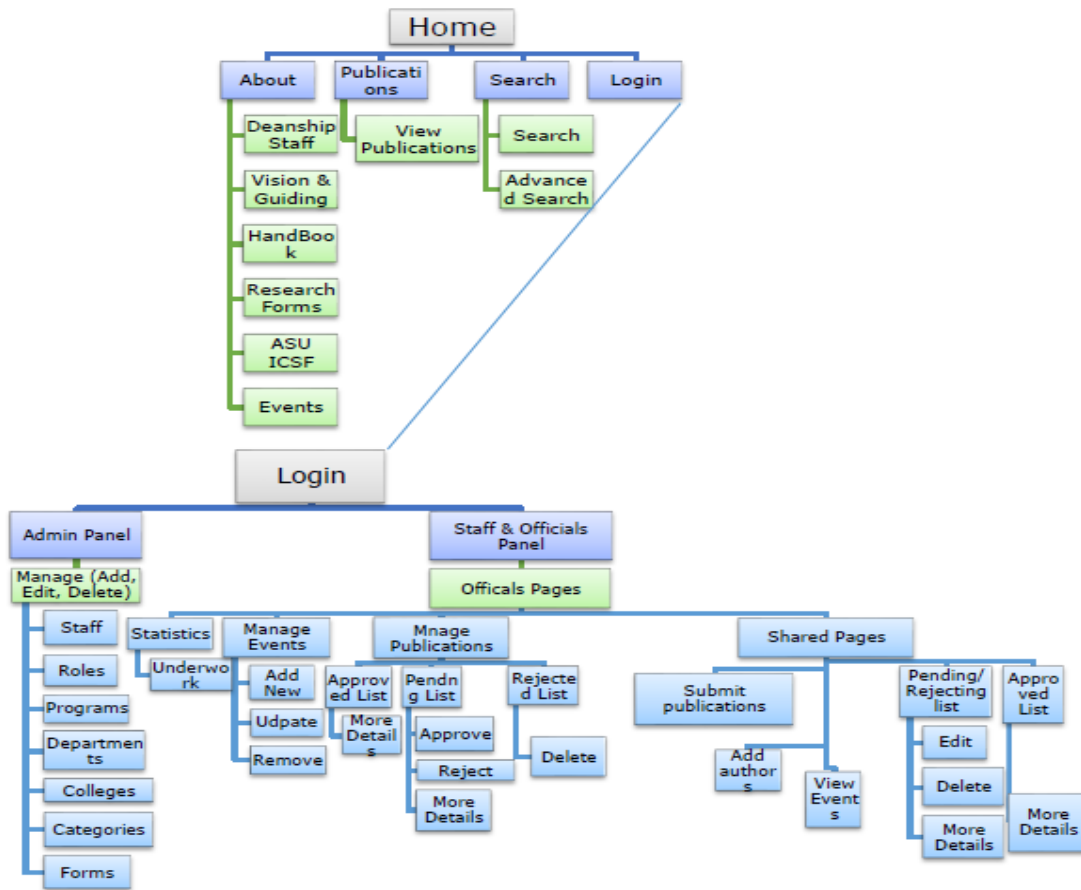 Home
About
Publicati
ons
Search
Login
Deanship
Staff
View
Publications
Search
Vision &
Guiding
Advance
d Search
HandBoo
k
Research
Forms
ASU
ICSF
Events
Login
Admin Panel
Staff & Officials
Panel
Manage (Add,
Edit, Delete)
Officals Pages
Staff
Roles
Programs
Departmen
ts
Colleges
Categories
Forms
Statistics
Underwo
rk
Manage
Events
Add
New
Udpate
Remove
Mnage
Publications
Approv
ed List
More
Detail
s
Pendn
g List
Approve
Reject
More
Details
Rejecte
d List
Delete
Shared Pages
Submit
publications
Add
author
s
View
Event
s
Pending/
Rejecting
list
Edit
Delete
More
Details
Appro
ved
List
More
Details